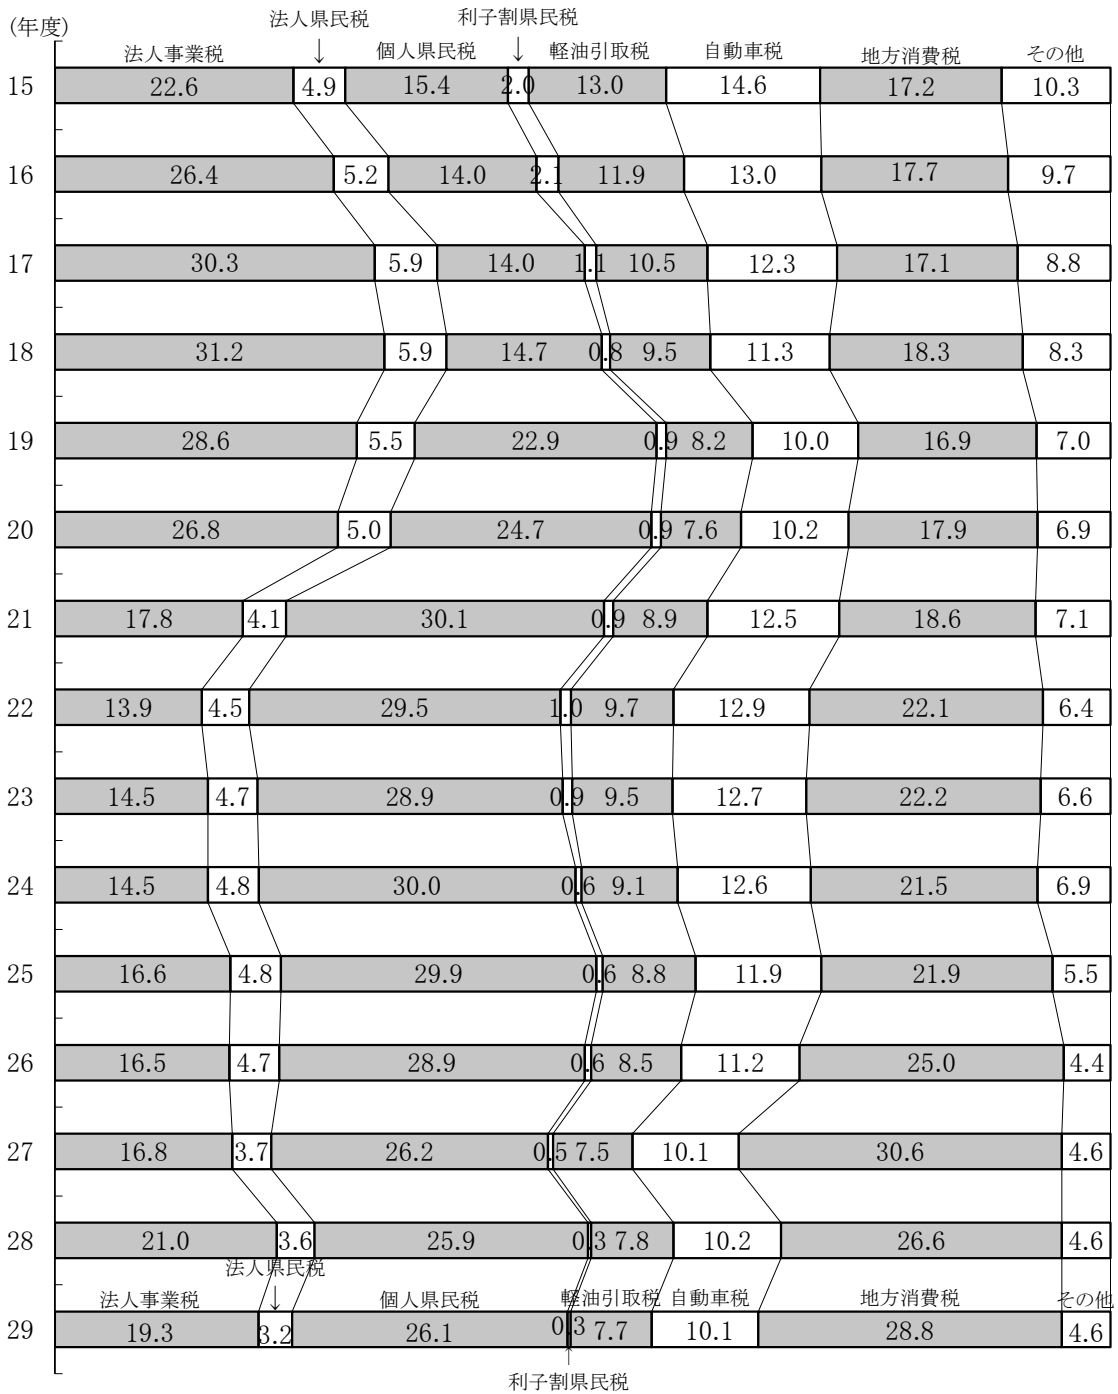 (年度)
法人事業税 法人県民税 個人県民税 利子割県民税 軽油引取税 自動車税 地方消費税 その他
↓ ↓
15 22.6 4.9 15.4 2.0 13.0 14.6 17.2 10.3
16 26.4 5.2 14.0 2.1 11.9 13.0 17.7 9.7
17 30.3 5.9 14.0 1.1 10.5 12.3 17.1 8.8
18 31.2 5.9 14.7 0.8 9.5 11.3 18.3 8.3
19 28.6 5.5 22.9 0.9 8.2 10.0 16.9 7.0
20 26.8 5.0 24.7 0.9 7.6 10.2 17.9 6.9
21 17.8 4.1 30.1 0.9 8.9 12.5 18.6 7.1
22 13.9 4.5 29.5 1.0 9.7 12.9 22.1 6.4
23 14.5 4.7 28.9 0.9 9.5 12.7 22.2 6.6
24 14.5 4.8 30.0 0.6 9.1 12.6 21.5 6.9
25 16.6 4.8 29.9 0.6 8.8 11.9 21.9 5.5
26 16.5 4.7 28.9 0.6 8.5 11.2 25.0 4.4
27 16.8 3.7 26.2 0.5 7.5 10.1 30.6 4.6
28 21.0 3.6 25.9 0.3 7.8 10.2 26.6 4.6
法人県民税
↓
法人事業税 個人県民税 軽油引取税 自動車税 地方消費税 その他
29 19.3 3.2 26.1 0.3 7.7 10.1 28.8 4.6
↑
利子割県民税